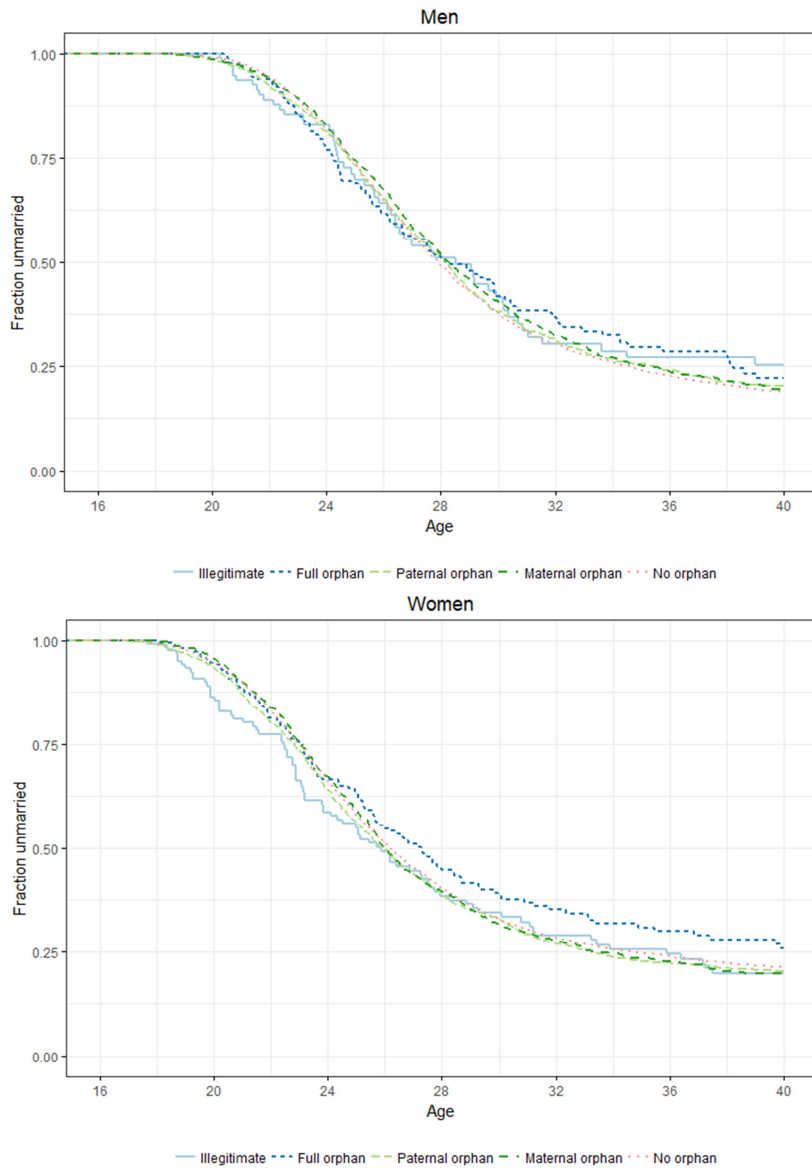 Men
1.00
0.75
0.50
0.25
0.00
Fraction unmarried
16 20 24 28 32 36 40
Age
Illegitimate Full orphan Paternal orphan Maternal orphan No orphan
Women
1.00
0.75
0.50
0.25
0.00
Fraction unmarried
16 20 24 28 32 36 40
Age
Illegitimate Full orphan Paternal orphan Maternal orphan No orphan